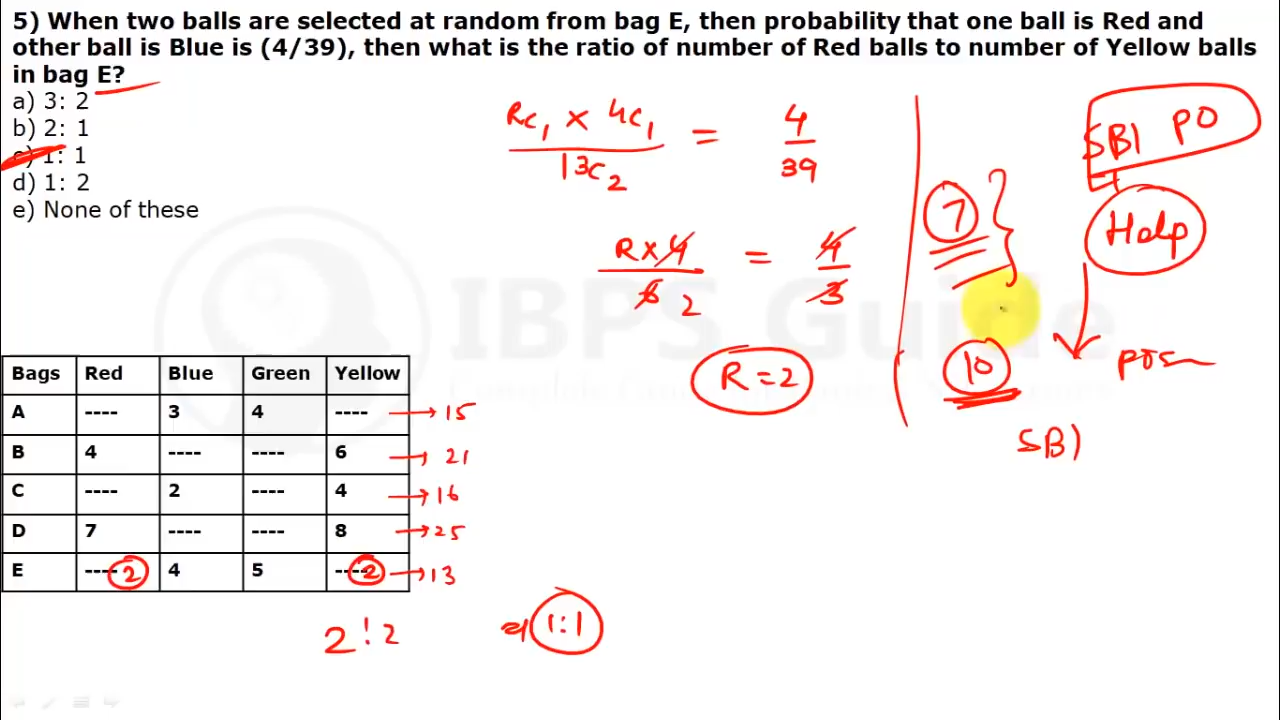 5) When two balls are selected at random from bag E, then probability that one ball is Red and
other ball is Blue is (4/39), then what is the ratio of number of Red balls to number of Yellow balls
in bag E?
a) 3: 2
b) 2: 1
c) 1: 1
d) 1: 2
e) None of these
Rc1 × 4c1 / 13c2 = 4/39
R×4 / 6 2 = 4/3
R = 2
SBI PO
7
Help
10
SBI
IBPS Guide
Bags Red Blue Green Yellow
A ---- 3 4 ---- → 15
B 4 ---- ---- 6 → 21
C ---- 2 ---- 4 → 16
D 7 ---- ---- 8 → 25
E ---- 2 4 5 ---- 2 → 13
2 : 2
1:1